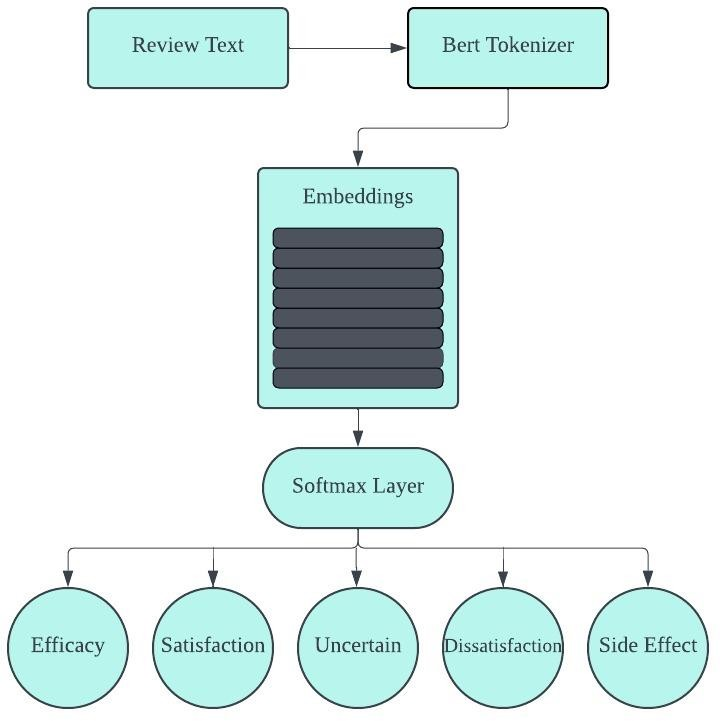 Review Text
Bert Tokenizer
Embeddings
Softmax Layer
Efficacy
Satisfaction
Uncertain
Dissatisfaction
Side Effect